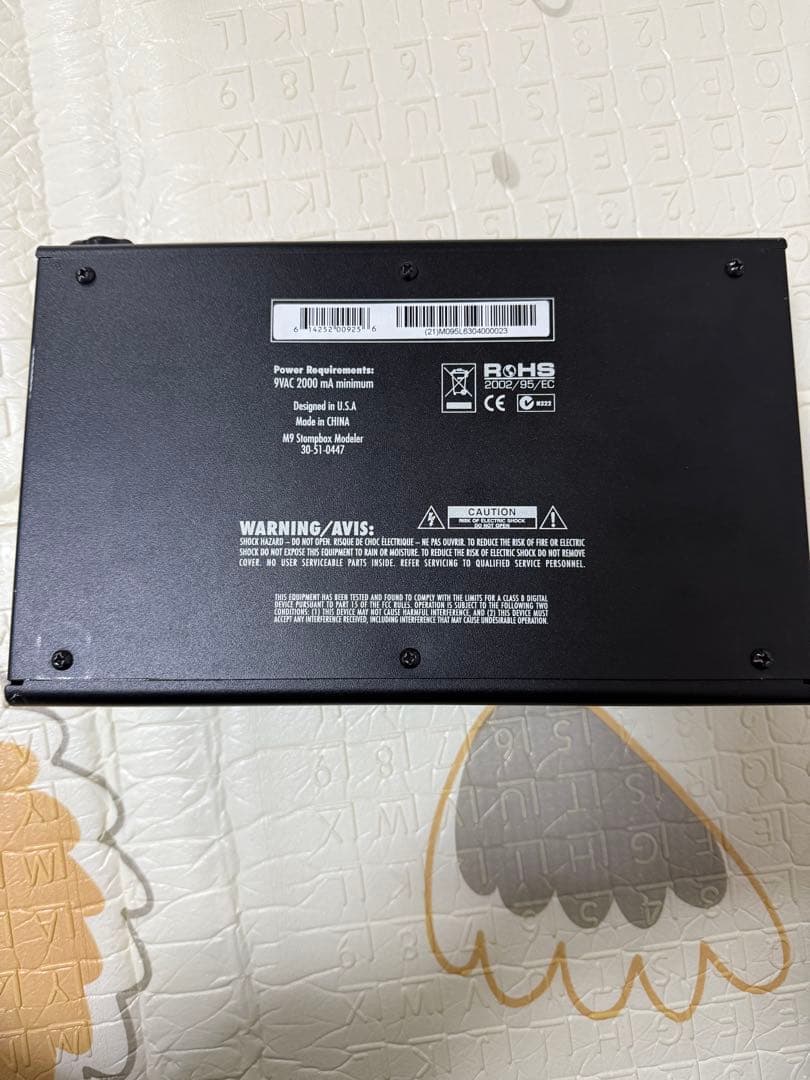 6 14252 00925 6
(21)M095L6304000023
Power Requirements:
9VAC 2000 mA minimum
Designed in U.S.A
Made in CHINA
M9 Stompbox Modeler
30-51-0447
ROHS
2002/95/EC
CE
N222
CAUTION
RISK OF ELECTRIC SHOCK
DO NOT OPEN
WARNING/AVIS:
SHOCK HAZARD – DO NOT OPEN. RISQUE DE CHOC ÉLECTRIQUE – NE PAS OUVRIR. TO REDUCE THE RISK OF FIRE OR ELECTRIC
SHOCK DO NOT EXPOSE THIS EQUIPMENT TO RAIN OR MOISTURE. TO REDUCE THE RISK OF ELECTRIC SHOCK DO NOT REMOVE
COVER. NO USER SERVICEABLE PARTS INSIDE. REFER SERVICING TO QUALIFIED SERVICE PERSONNEL.
THIS EQUIPMENT HAS BEEN TESTED AND FOUND TO COMPLY WITH THE LIMITS FOR A CLASS B DIGITAL
DEVICE PURSUANT TO PART 15 OF THE FCC RULES. OPERATION IS SUBJECT TO THE FOLLOWING TWO
CONDITIONS: (1) THIS DEVICE MAY NOT CAUSE HARMFUL INTERFERENCE, AND (2) THIS DEVICE MUST
ACCEPT ANY INTERFERENCE RECEIVED, INCLUDING INTERFERENCE THAT MAY CAUSE UNDESIRABLE OPERATION.